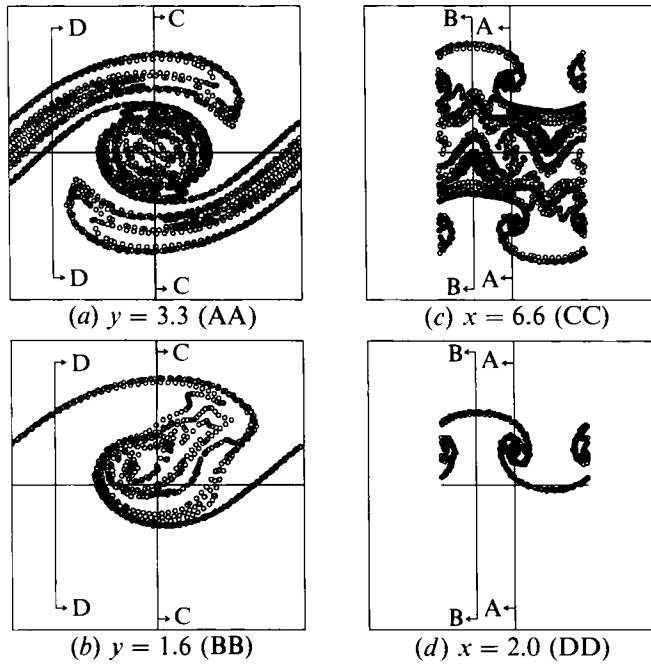 D
C
D
C
(a) y = 3.3 (AA)
B
A
B
A
(c) x = 6.6 (CC)
D
C
D
C
(b) y = 1.6 (BB)
B
A
B
A
(d) x = 2.0 (DD)